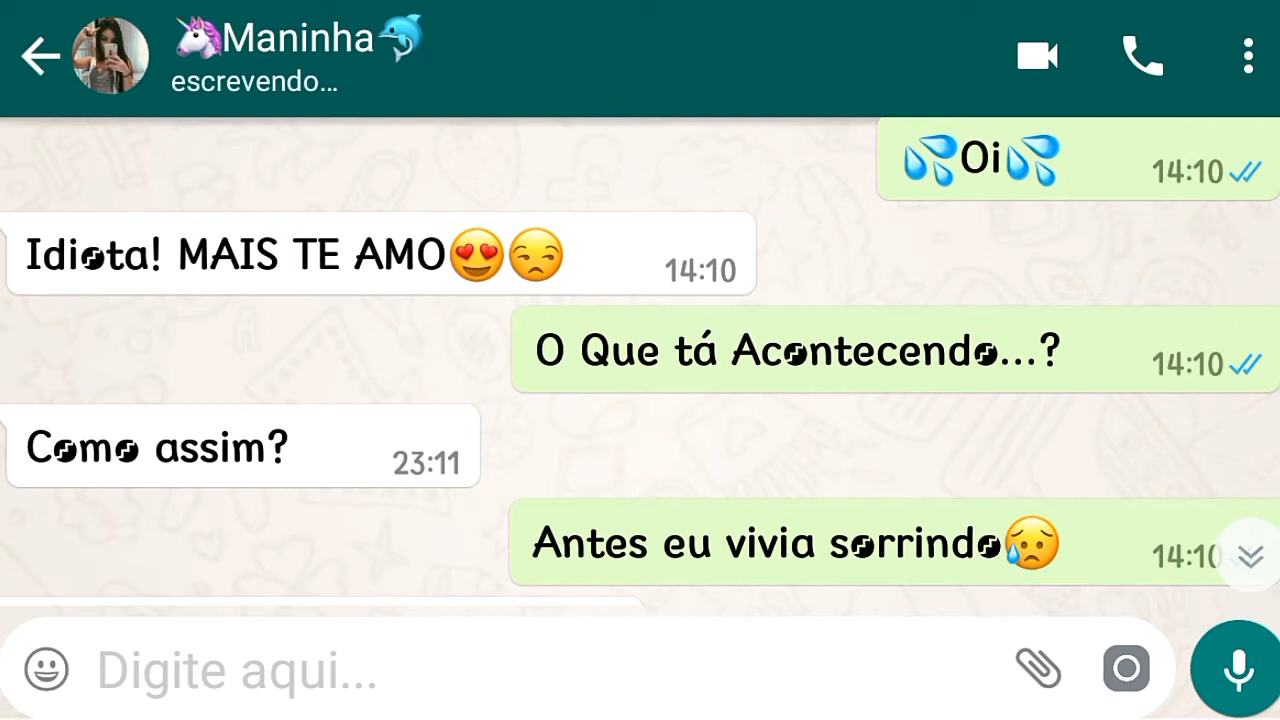 🦄Maninha🐬
escrevendo...
💦Oi💦 14:10
Idiota! MAIS TE AMO😍😒 14:10
O Que tá Acontecendo...? 14:10
Como assim? 23:11
Antes eu vivia sorrindo😥 14:10
Digite aqui...